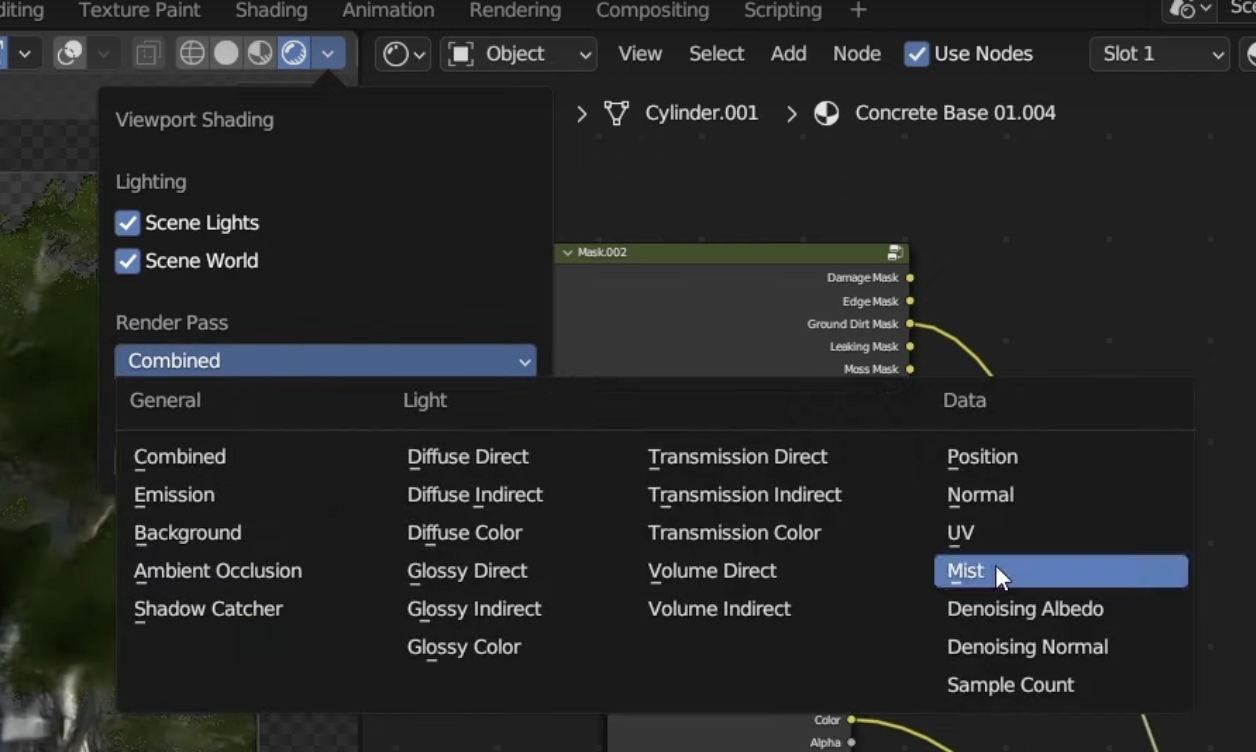 Texture Paint Shading Animation Rendering Compositing Scripting +
Object View Select Add Node Use Nodes Slot 1
Cylinder.001 > Concrete Base 01.004
Viewport Shading
Lighting
Scene Lights
Scene World
Render Pass
Combined
Mask.002
Damage Mask
Edge Mask
Ground Dirt Mask
Leaking Mask
Moss Mask
General
Combined
Emission
Background
Ambient Occlusion
Shadow Catcher
Light
Diffuse Direct
Diffuse Indirect
Diffuse Color
Glossy Direct
Glossy Indirect
Glossy Color
Transmission Direct
Transmission Indirect
Transmission Color
Volume Direct
Volume Indirect
Data
Position
Normal
UV
Mist
Denoising Albedo
Denoising Normal
Sample Count
Color
Alpha